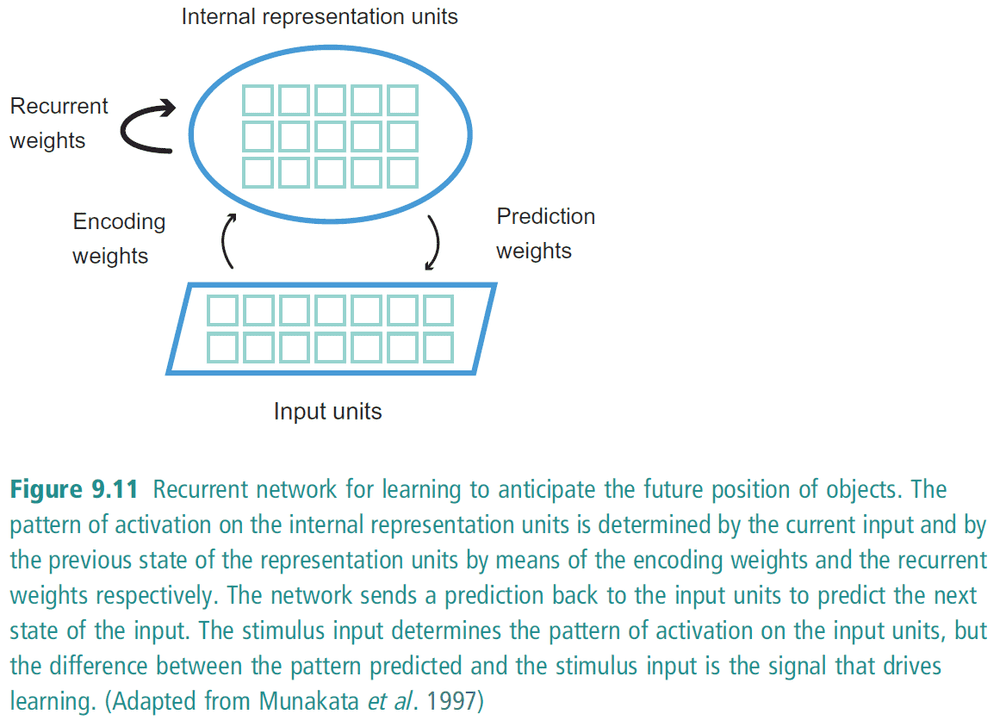 Internal representation units
Recurrent
weights
Encoding
weights
Prediction
weights
Input units
Figure 9.11 Recurrent network for learning to anticipate the future position of objects. The
pattern of activation on the internal representation units is determined by the current input and by
the previous state of the representation units by means of the encoding weights and the recurrent
weights respectively. The network sends a prediction back to the input units to predict the next
state of the input. The stimulus input determines the pattern of activation on the input units, but
the difference between the pattern predicted and the stimulus input is the signal that drives
learning. (Adapted from Munakata et al. 1997)